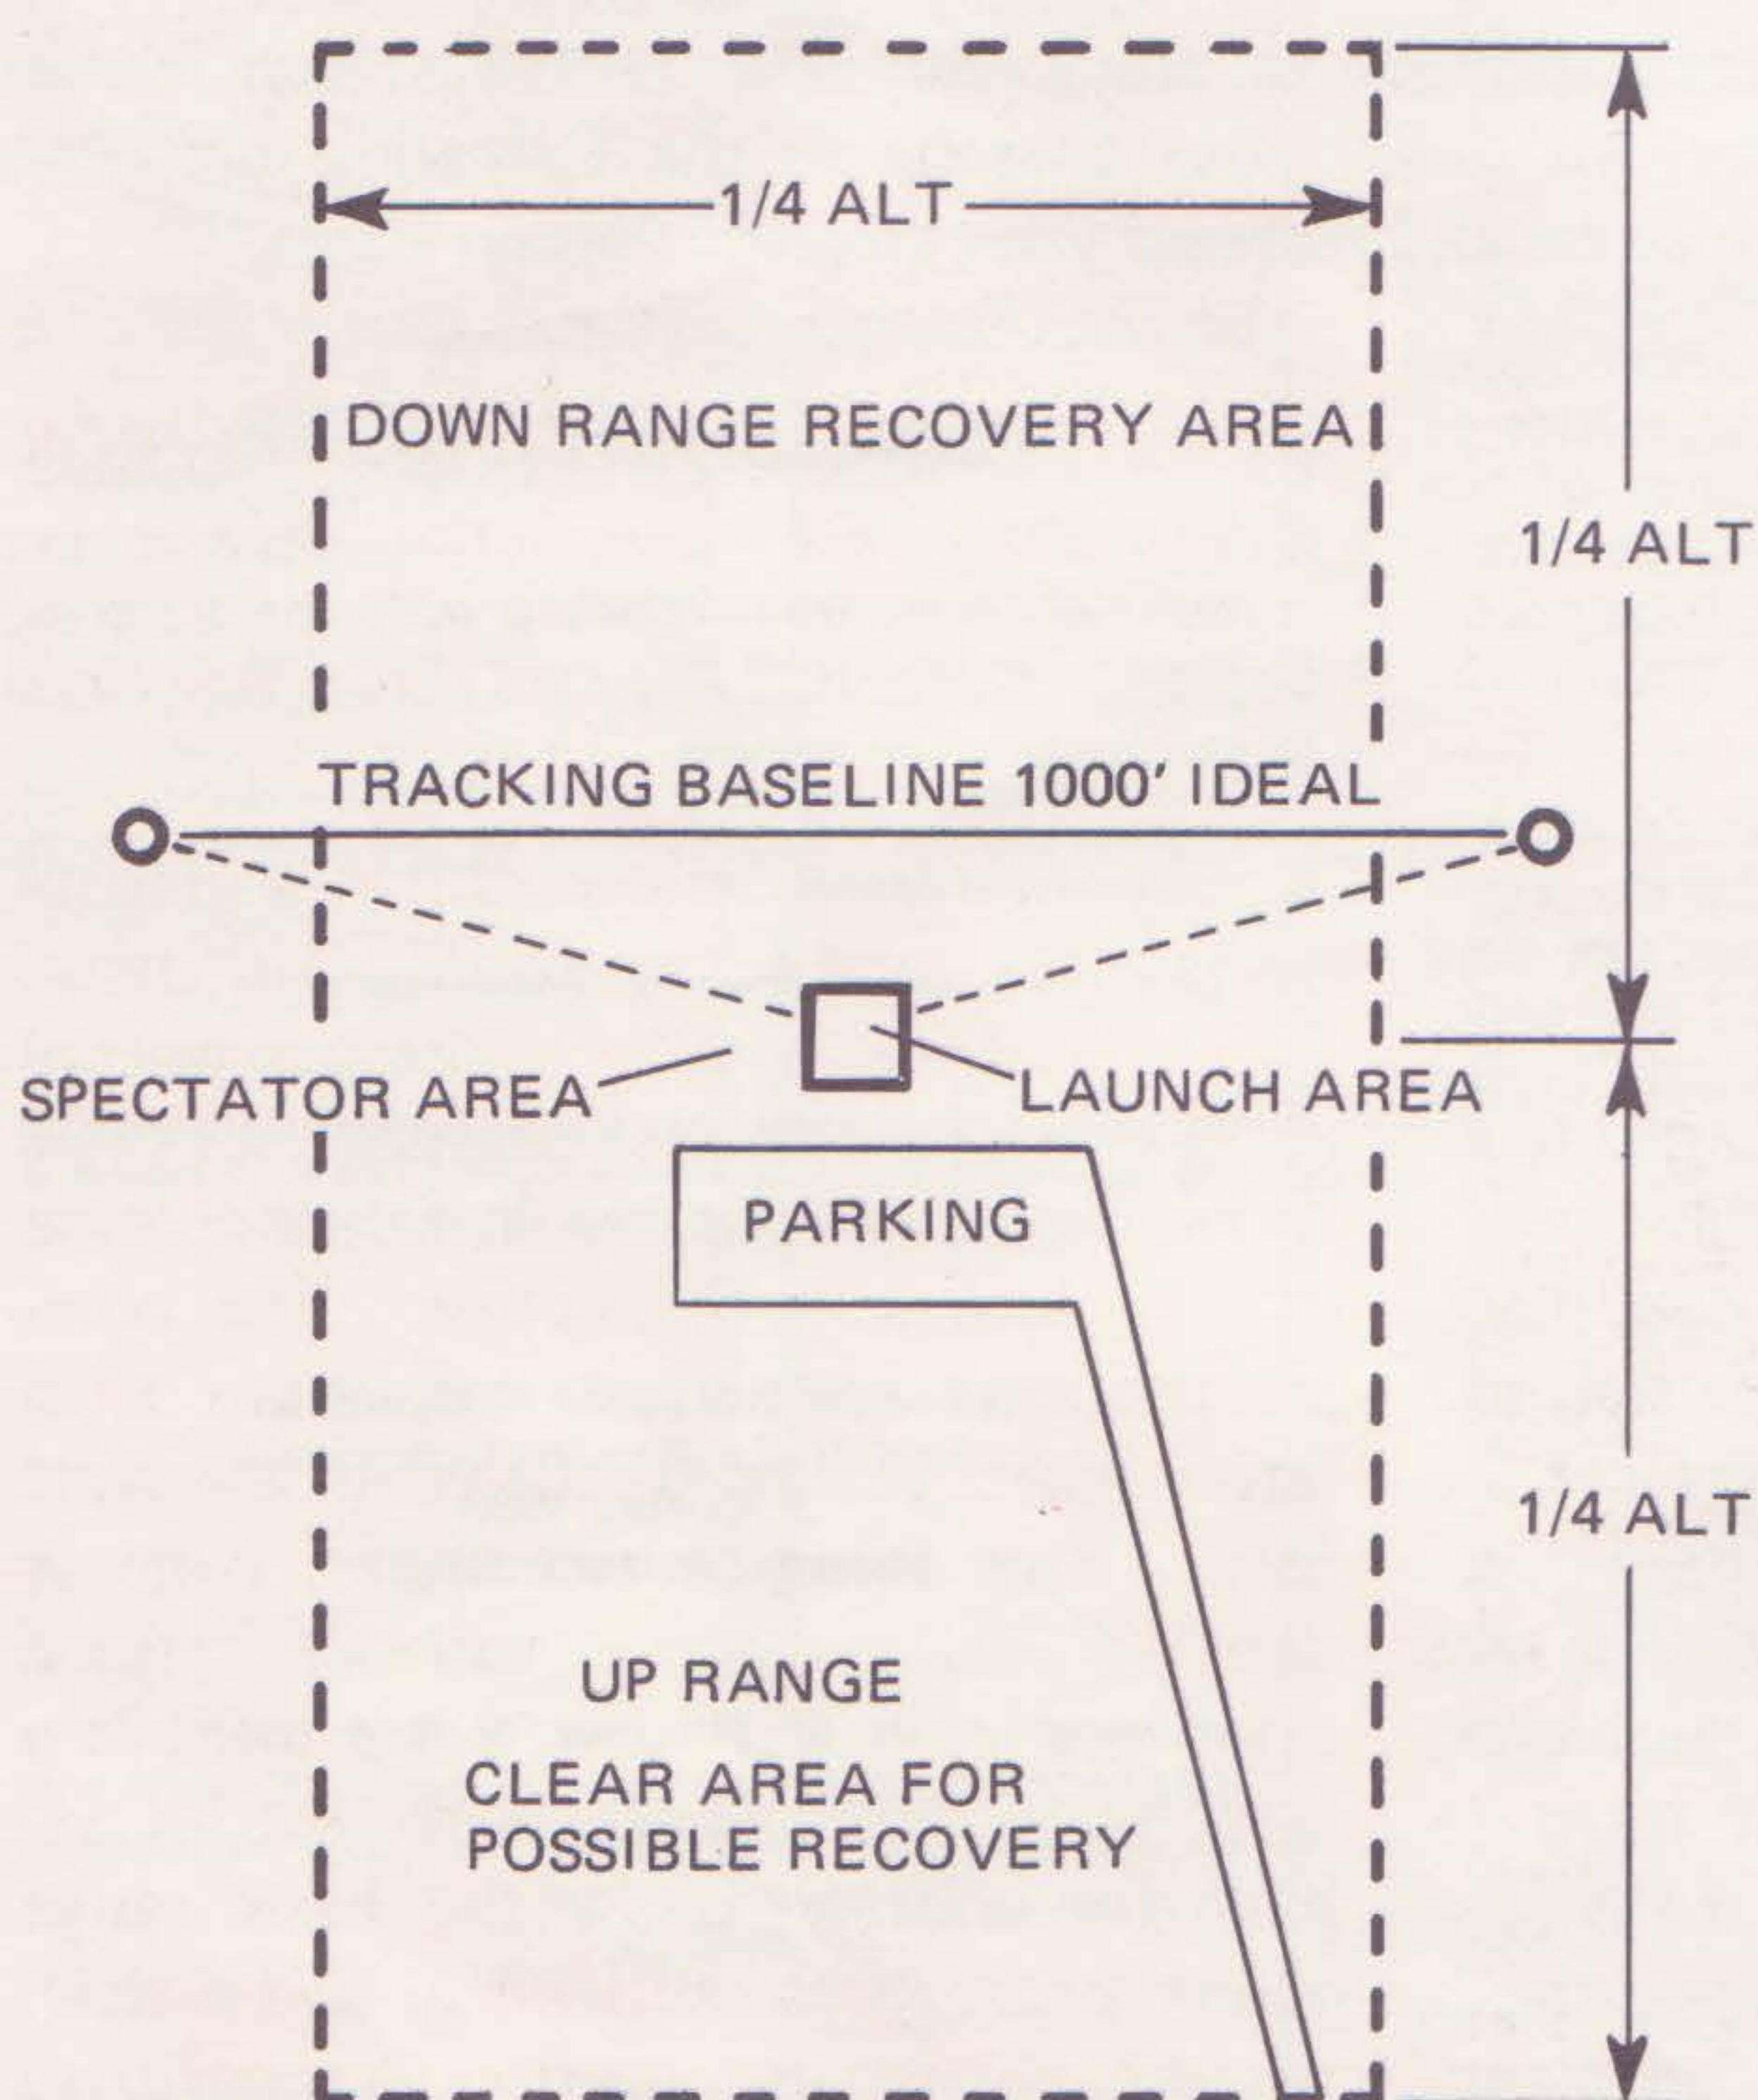 1/4 ALT
DOWN RANGE RECOVERY AREA
1/4 ALT
TRACKING BASELINE 1000' IDEAL
SPECTATOR AREA
LAUNCH AREA
PARKING
1/4 ALT
UP RANGE
CLEAR AREA FOR
POSSIBLE RECOVERY